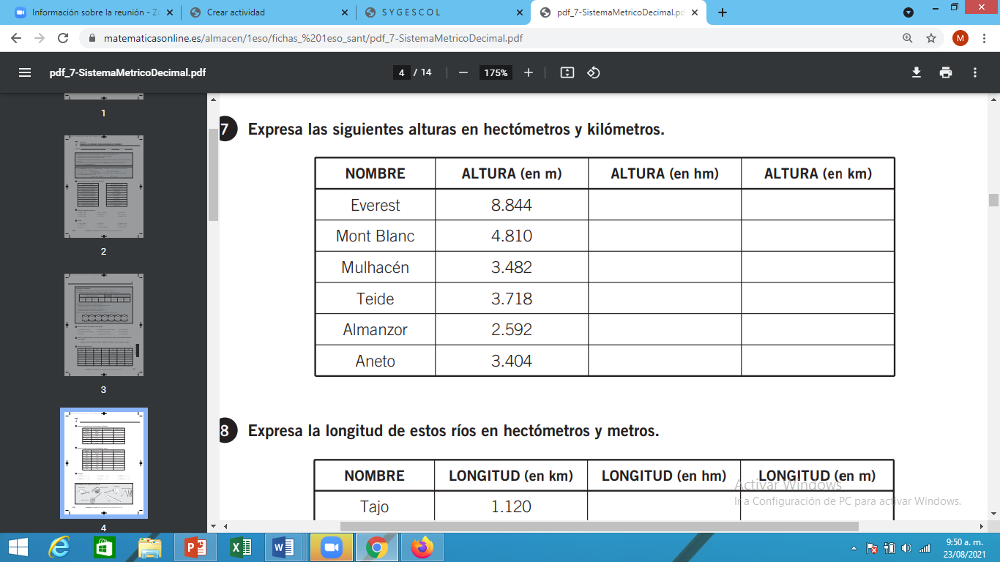 Información sobre la reunión - Zo
Crear actividad
S Y G E S C O L
pdf_7-SistemaMetricoDecimal.pd
matematicasonline.es/almacen/1eso/fichas_%201eso_sant/pdf_7-SistemaMetricoDecimal.pdf
M
pdf_7-SistemaMetricoDecimal.pdf
4 / 14
175%
1
2
3
4
7 Expresa las siguientes alturas en hectómetros y kilómetros.
NOMBRE ALTURA (en m) ALTURA (en hm) ALTURA (en km)
Everest 8.844
Mont Blanc 4.810
Mulhacén 3.482
Teide 3.718
Almanzor 2.592
Aneto 3.404
8 Expresa la longitud de estos ríos en hectómetros y metros.
NOMBRE LONGITUD (en km) LONGITUD (en hm) LONGITUD (en m)
Tajo 1.120
Activar Windows
Ir a Configuración de PC para activar Windows.
9:50 a. m.
23/08/2021